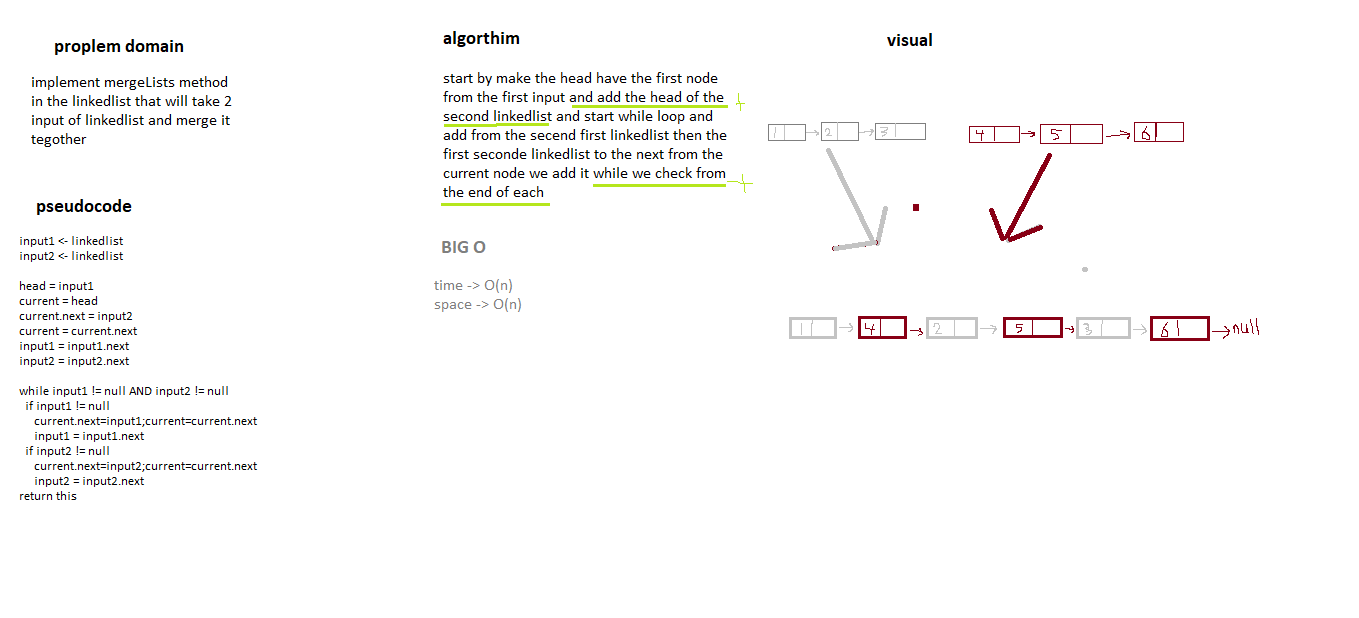 proplem domain
implement mergeLists method
in the linkedlist that will take 2
input of linkedlist and merge it
tegother
pseudocode
input1 <- linkedlist
input2 <- linkedlist
head = input1
current = head
current.next = input2
current = current.next
input1 = input1.next
input2 = input2.next
while input1 != null AND input2 != null
if input1 != null
current.next=input1;current=current.next
input1 = input1.next
if input2 != null
current.next=input2;current=current.next
input2 = input2.next
return this
algorthim
start by make the head have the first node
from the first input and add the head of the
second linkedlist and start while loop and
add from the secend first linkedlist then the
first seconde linkedlist to the next from the
current node we add it while we check from
the end of each
BIG O
time -> O(n)
space -> O(n)
visual
1 2 3
4 5 6
1 4 2 5 3 6 null